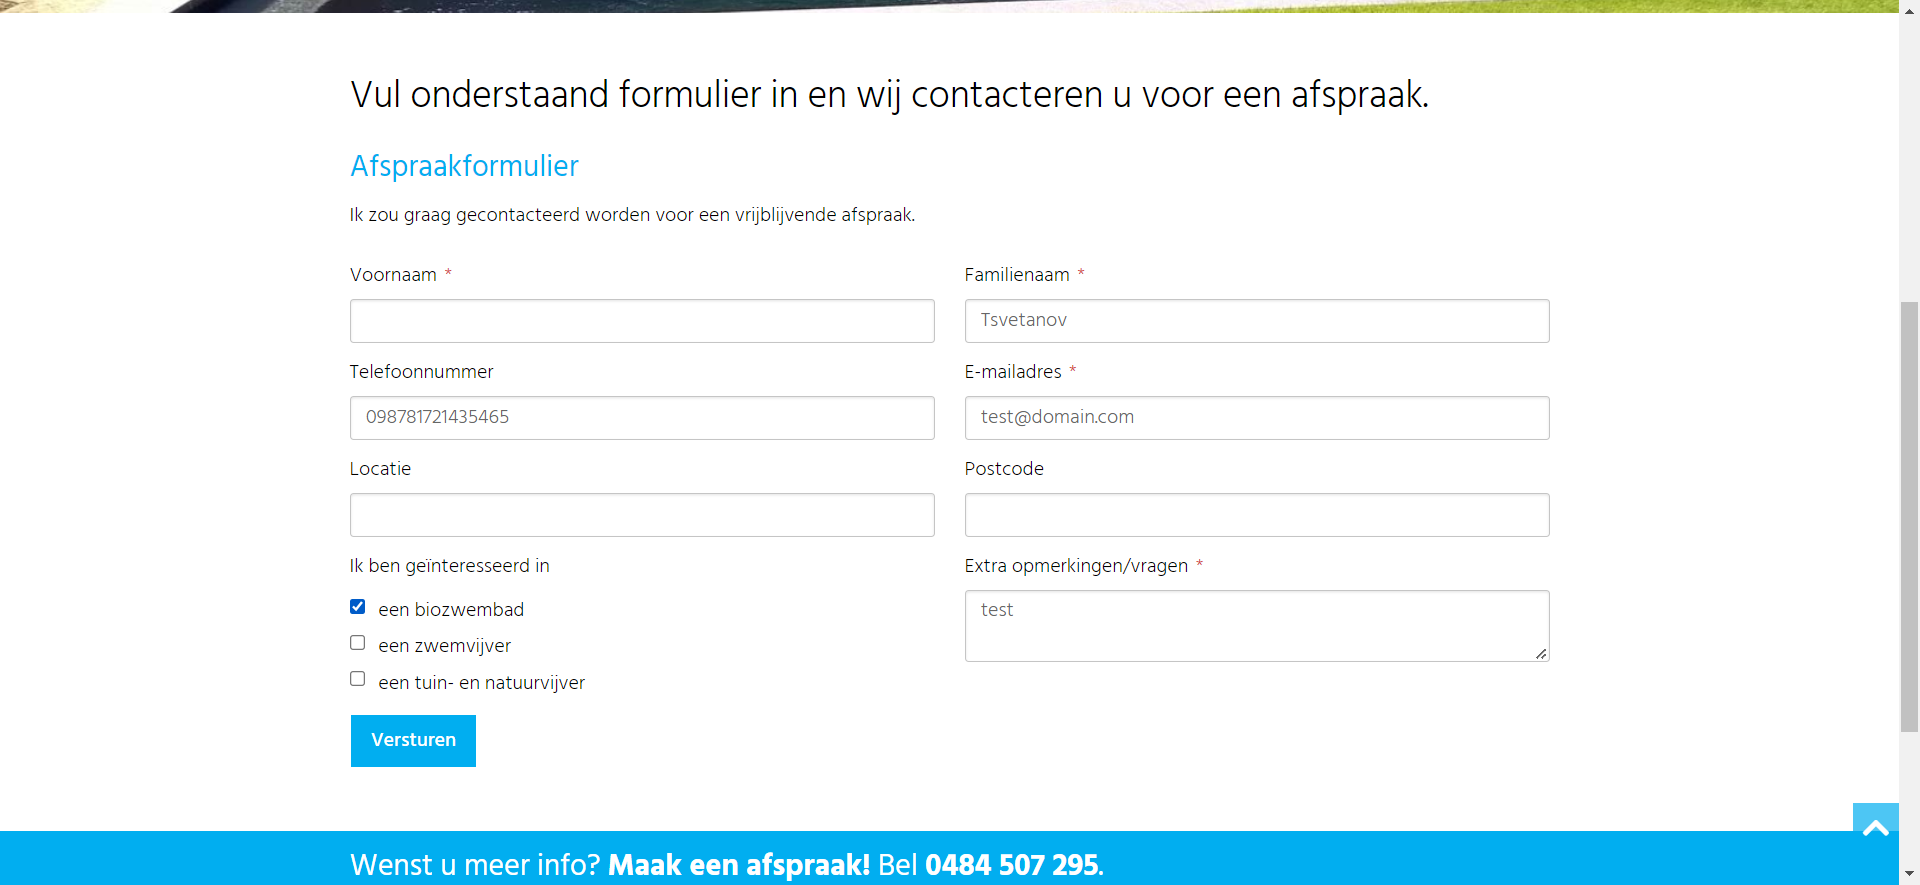 Vul onderstaand formulier in en wij contacteren u voor een afspraak.
Afspraakformulier
Ik zou graag gecontacteerd worden voor een vrijblijvende afspraak.
Voornaam *
Familienaam *
Tsvetanov
Telefoonnummer
098781721435465
E-mailadres *
test@domain.com
Locatie
Postcode
Ik ben geïnteresseerd in
een biozwembad
een zwemvijver
een tuin- en natuurvijver
Extra opmerkingen/vragen *
test
Versturen
Wenst u meer info? Maak een afspraak! Bel 0484 507 295.